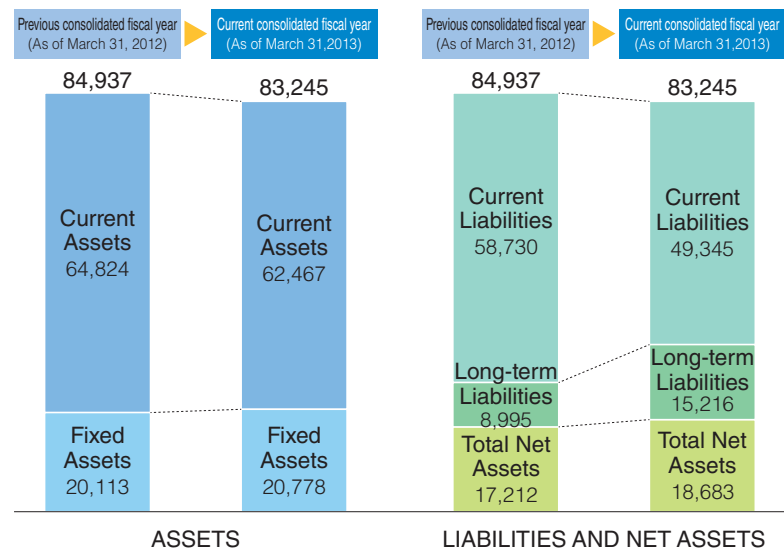 Previous consolidated fiscal year
(As of March 31, 2012)
Current consolidated fiscal year
(As of March 31,2013)
84,937
83,245
Current
Assets
64,824
Current
Assets
62,467
Fixed
Assets
20,113
Fixed
Assets
20,778
ASSETS
Previous consolidated fiscal year
(As of March 31, 2012)
Current consolidated fiscal year
(As of March 31,2013)
84,937
83,245
Current
Liabilities
58,730
Current
Liabilities
49,345
Long-term
Liabilities
8,995
Long-term
Liabilities
15,216
Total Net
Assets
17,212
Total Net
Assets
18,683
LIABILITIES AND NET ASSETS